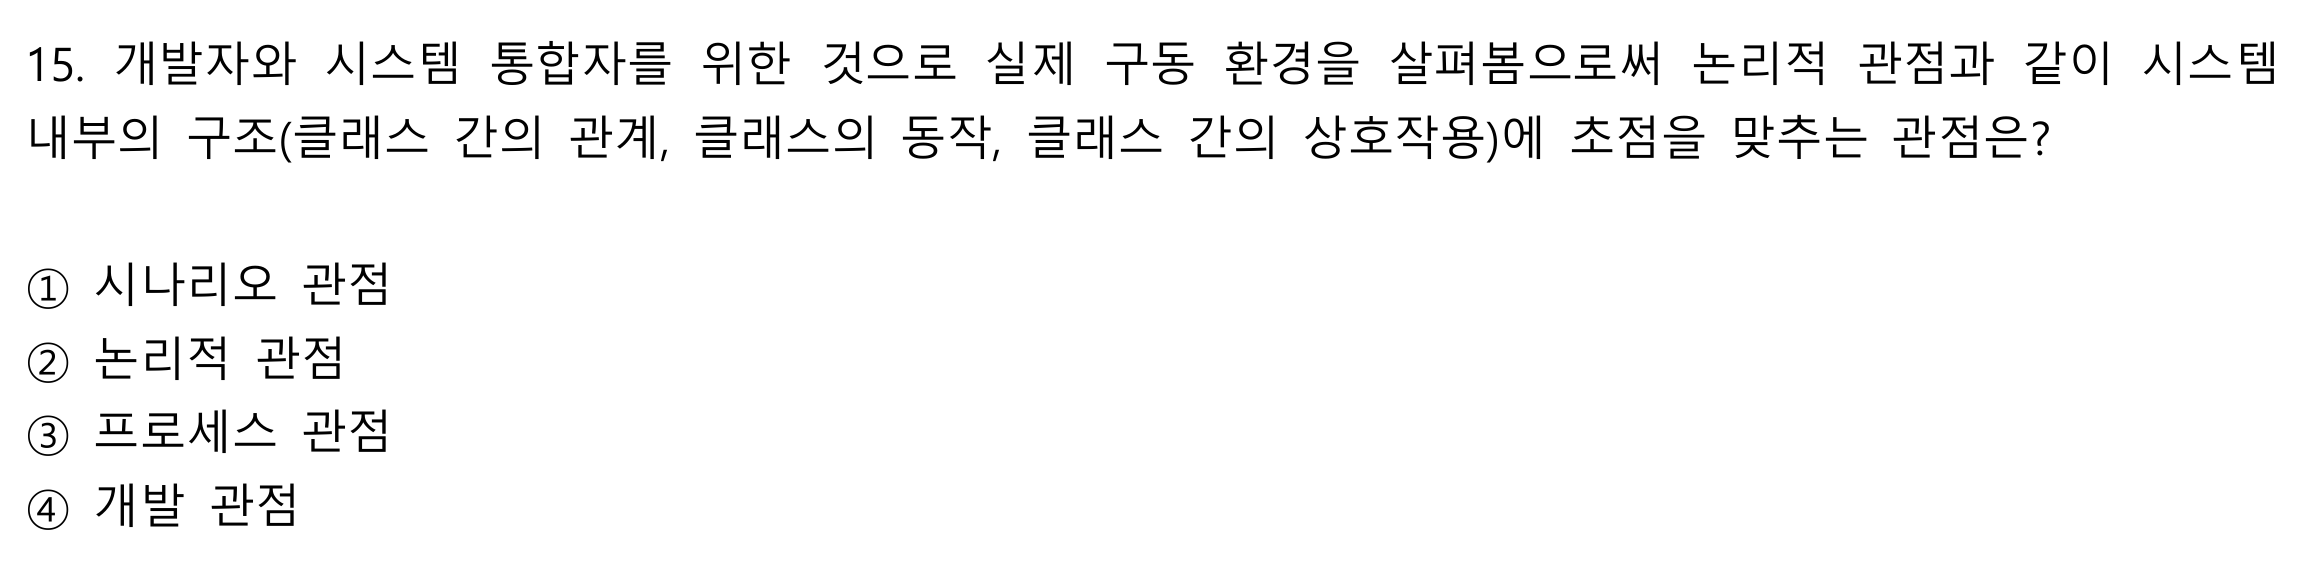 15. 개발자와 시스템 통합자를 위한 것으로 실제 구동 환경을 살펴봄으로써 논리적 관점과 같이 시스템
내부의 구조(클래스 간의 관계, 클래스의 동작, 클래스 간의 상호작용)에 초점을 맞추는 관점은?
① 시나리오 관점
② 논리적 관점
③ 프로세스 관점
④ 개발 관점